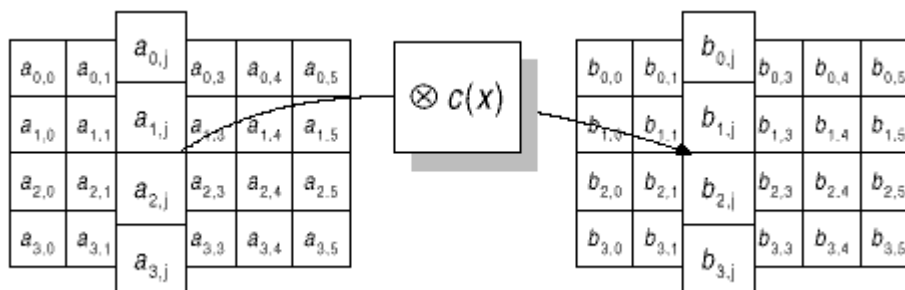 a0,0 a0,1 a0,j a0,3 a0,4 a0,5
a1,0 a1,1 a1,j a1,3 a1,4 a1,5
a2,0 a2,1 a2,j a2,3 a2,4 a2,5
a3,0 a3,1 a3,j a3,3 a3,4 a3,5
⊗ c(x)
b0,0 b0,1 b0,j b0,3 b0,4 b0,5
b1,0 b1,1 b1,j b1,3 b1,4 b1,5
b2,0 b2,1 b2,j b2,3 b2,4 b2,5
b3,0 b3,1 b3,j b3,3 b3,4 b3,5